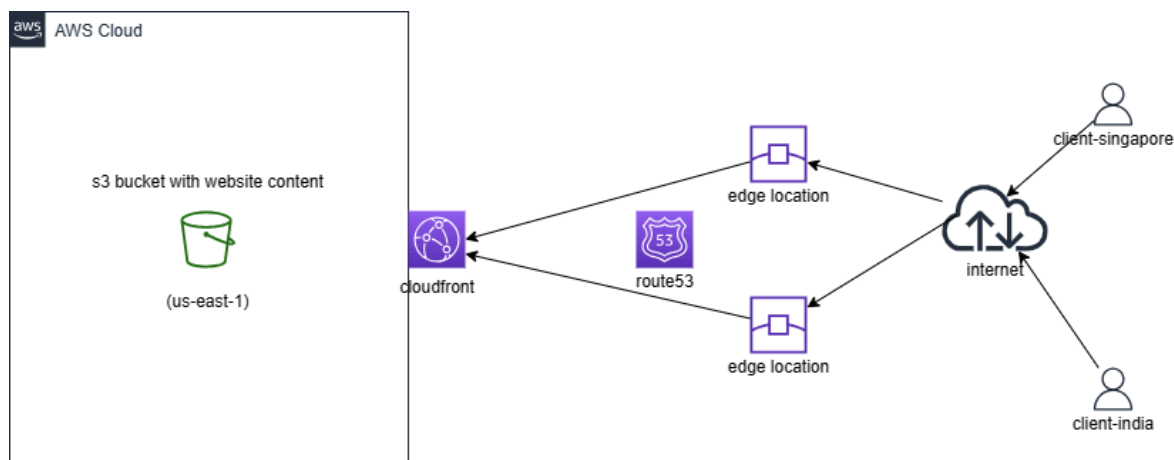 aws
AWS Cloud
s3 bucket with website content
(us-east-1)
cloudfront
53
route53
edge location
edge location
internet
client-singapore
client-india